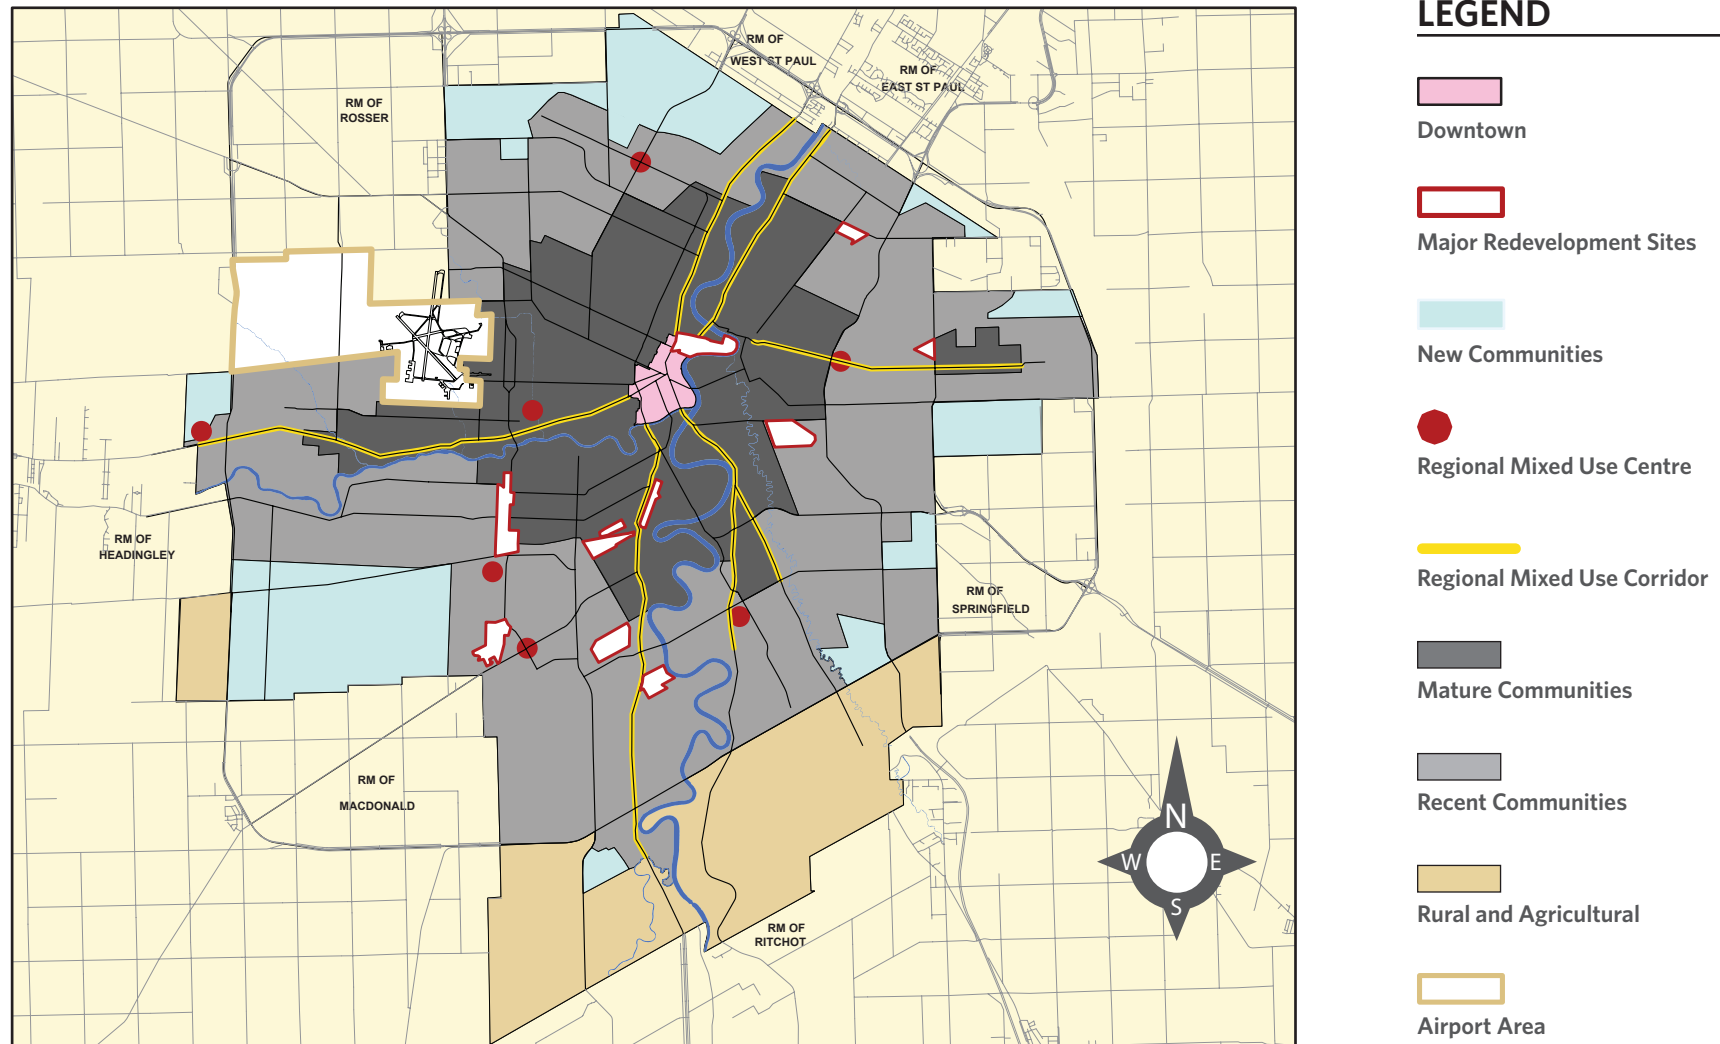 RM OF
WEST ST PAUL
RM OF
EAST ST PAUL
RM OF
ROSSER
RM OF
HEADINGLEY
RM OF
SPRINGFIELD
RM OF
MACDONALD
RM OF
RITCHOT
N
W
E
S
LEGEND
Downtown
Major Redevelopment Sites
New Communities
Regional Mixed Use Centre
Regional Mixed Use Corridor
Mature Communities
Recent Communities
Rural and Agricultural
Airport Area